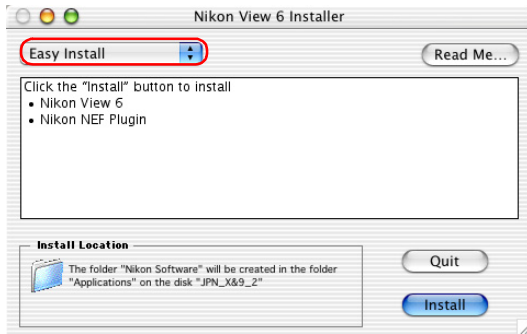 Nikon View 6 Installer
Easy Install
Read Me...
Click the "Install" button to install
• Nikon View 6
• Nikon NEF Plugin
Install Location
The folder "Nikon Software" will be created in the folder
"Applications" on the disk "JPN_X&9_2"
Quit
Install